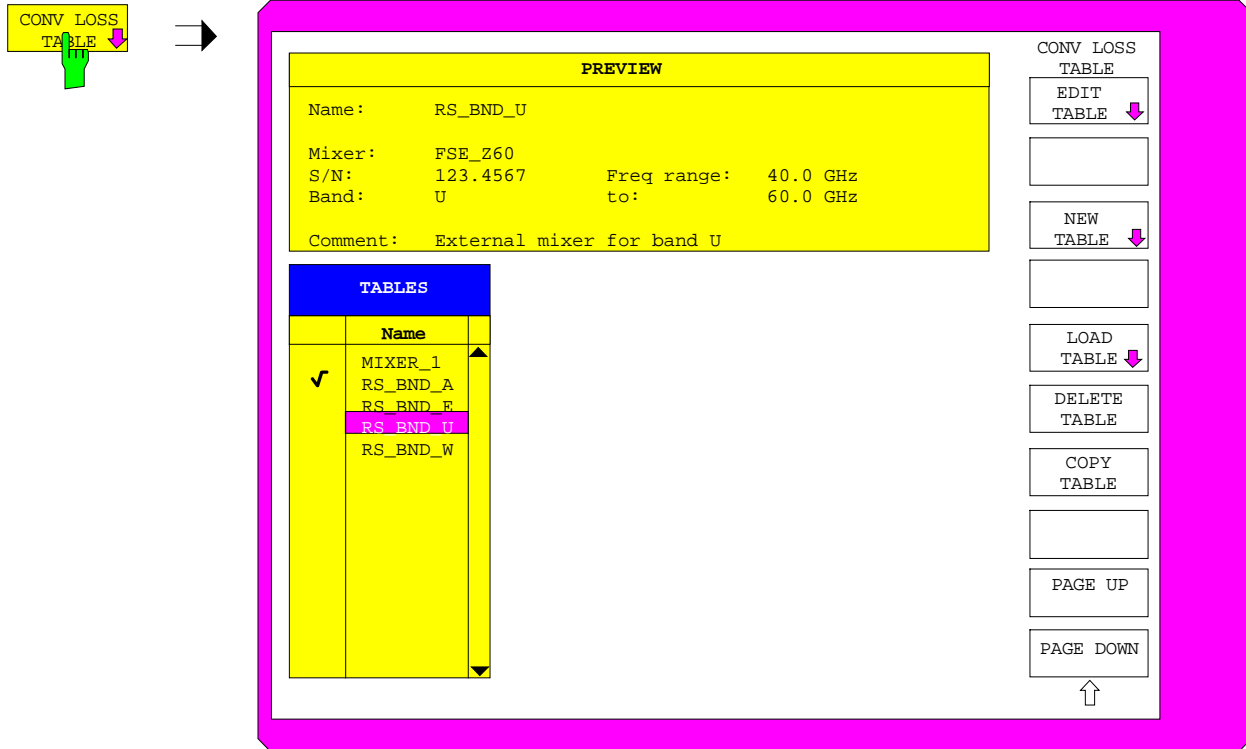 CONV LOSS
TABLE
PREVIEW
Name: RS_BND_U
Mixer: FSE_Z60
S/N: 123.4567 Freq range: 40.0 GHz
Band: U to: 60.0 GHz
Comment: External mixer for band U
TABLES
Name
MIXER_1
√ RS_BND_A
RS_BND_E
RS_BND_U
RS_BND_W
CONV LOSS
TABLE
EDIT
TABLE
NEW
TABLE
LOAD
TABLE
DELETE
TABLE
COPY
TABLE
PAGE UP
PAGE DOWN